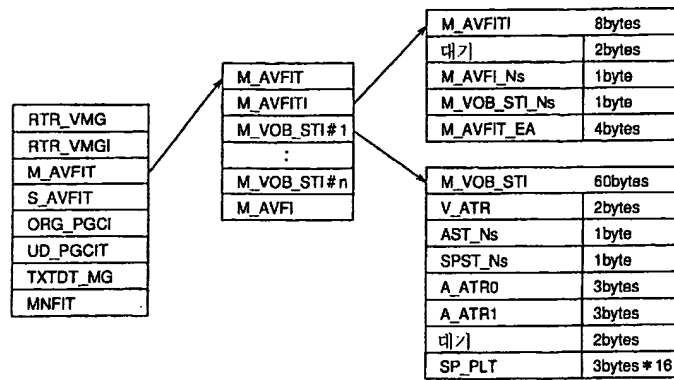 RTR_VMG
RTR_VMGI
M_AVFIT
S_AVFIT
ORG_PGCI
UD_PGCIT
TXTDT_MG
MNFIT
M_AVFIT
M_AVFITI
M_VOB_STI#1
:
M_VOB_STI#n
M_AVFI
M_AVFITI 8bytes
대기 2bytes
M_AVFI_Ns 1byte
M_VOB_STI_Ns 1byte
M_AVFIT_EA 4bytes
M_VOB_STI 60bytes
V_ATR 2bytes
AST_Ns 1byte
SPST_Ns 1byte
A_ATR0 3bytes
A_ATR1 3bytes
대기 2bytes
SP_PLT 3bytes*16